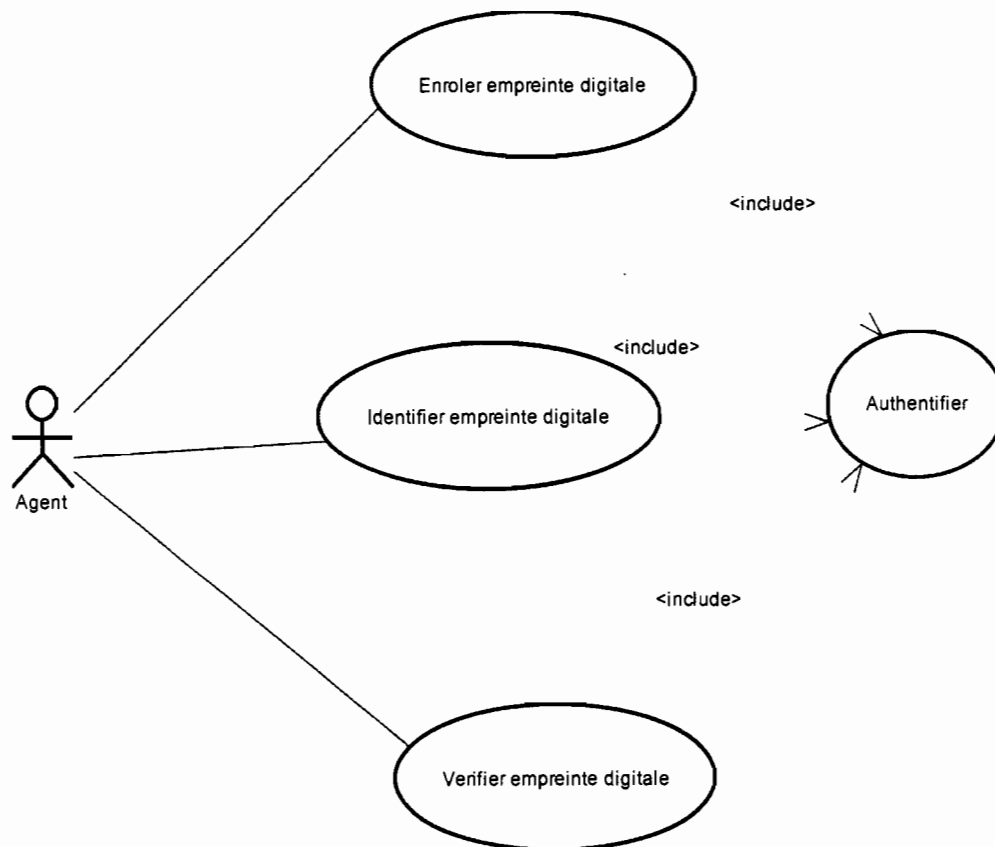 Enroler empreinte digitale
<include>
<include>
Identifier empreinte digitale
Authentifier
Agent
<include>
Verifier empreinte digitale